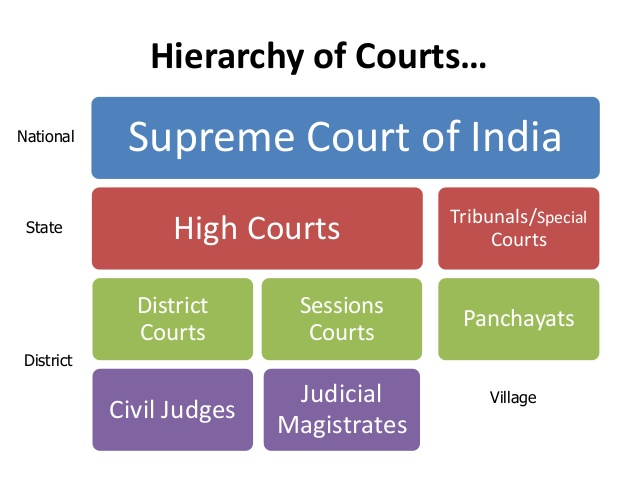 Hierarchy of Courts…
National
Supreme Court of India
State
High Courts
Tribunals/Special
Courts
District
Courts
Sessions
Courts
Panchayats
District
Civil Judges
Judicial
Magistrates
Village